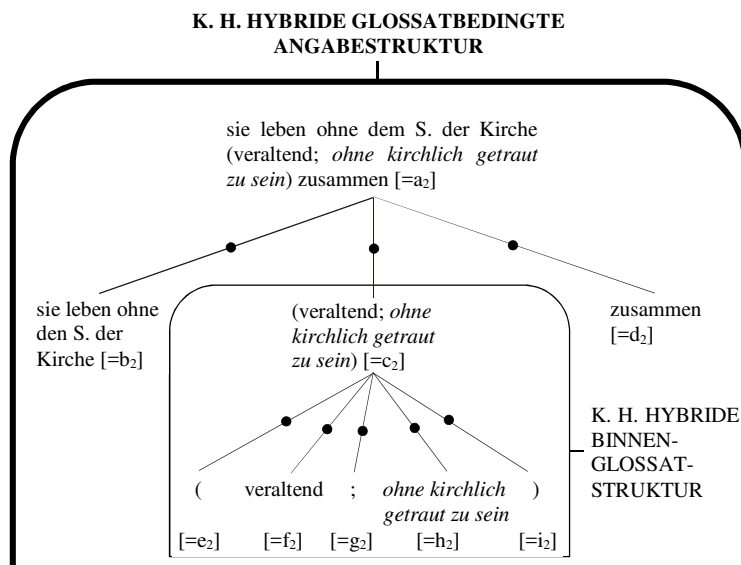 K. H. HYBRIDE GLOSSATBEDINGTE
ANGABESTRUKTUR
sie leben ohne dem S. der Kirche
(veraltend; ohne kirchlich getraut
zu sein) zusammen [=a₂]
sie leben ohne
den S. der
Kirche [=b₂]
(veraltend; ohne
kirchlich getraut
zu sein) [=c₂]
zusammen
[=d₂]
K. H. HYBRIDE
BINNEN-
GLOSSAT-
STRUKTUR
( veraltend ; ohne kirchlich )
getraut zu sein
[=e₂] [=f₂] [=g₂] [=h₂] [=i₂]